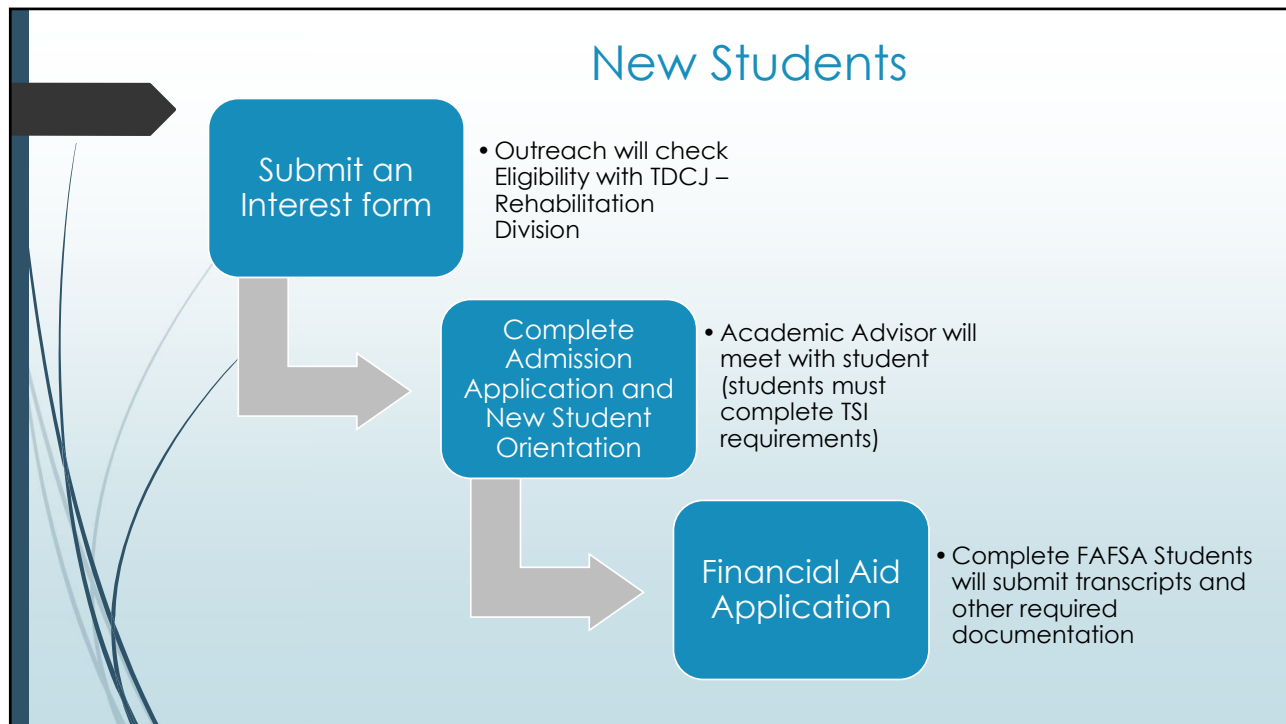 New Students
Submit an
Interest form
• Outreach will check
Eligibility with TDCJ –
Rehabilitation
Division
Complete
Admission
Application and
New Student
Orientation
• Academic Advisor will
meet with student
(students must
complete TSI
requirements)
Financial Aid
Application
• Complete FAFSA Students
will submit transcripts and
other required
documentation